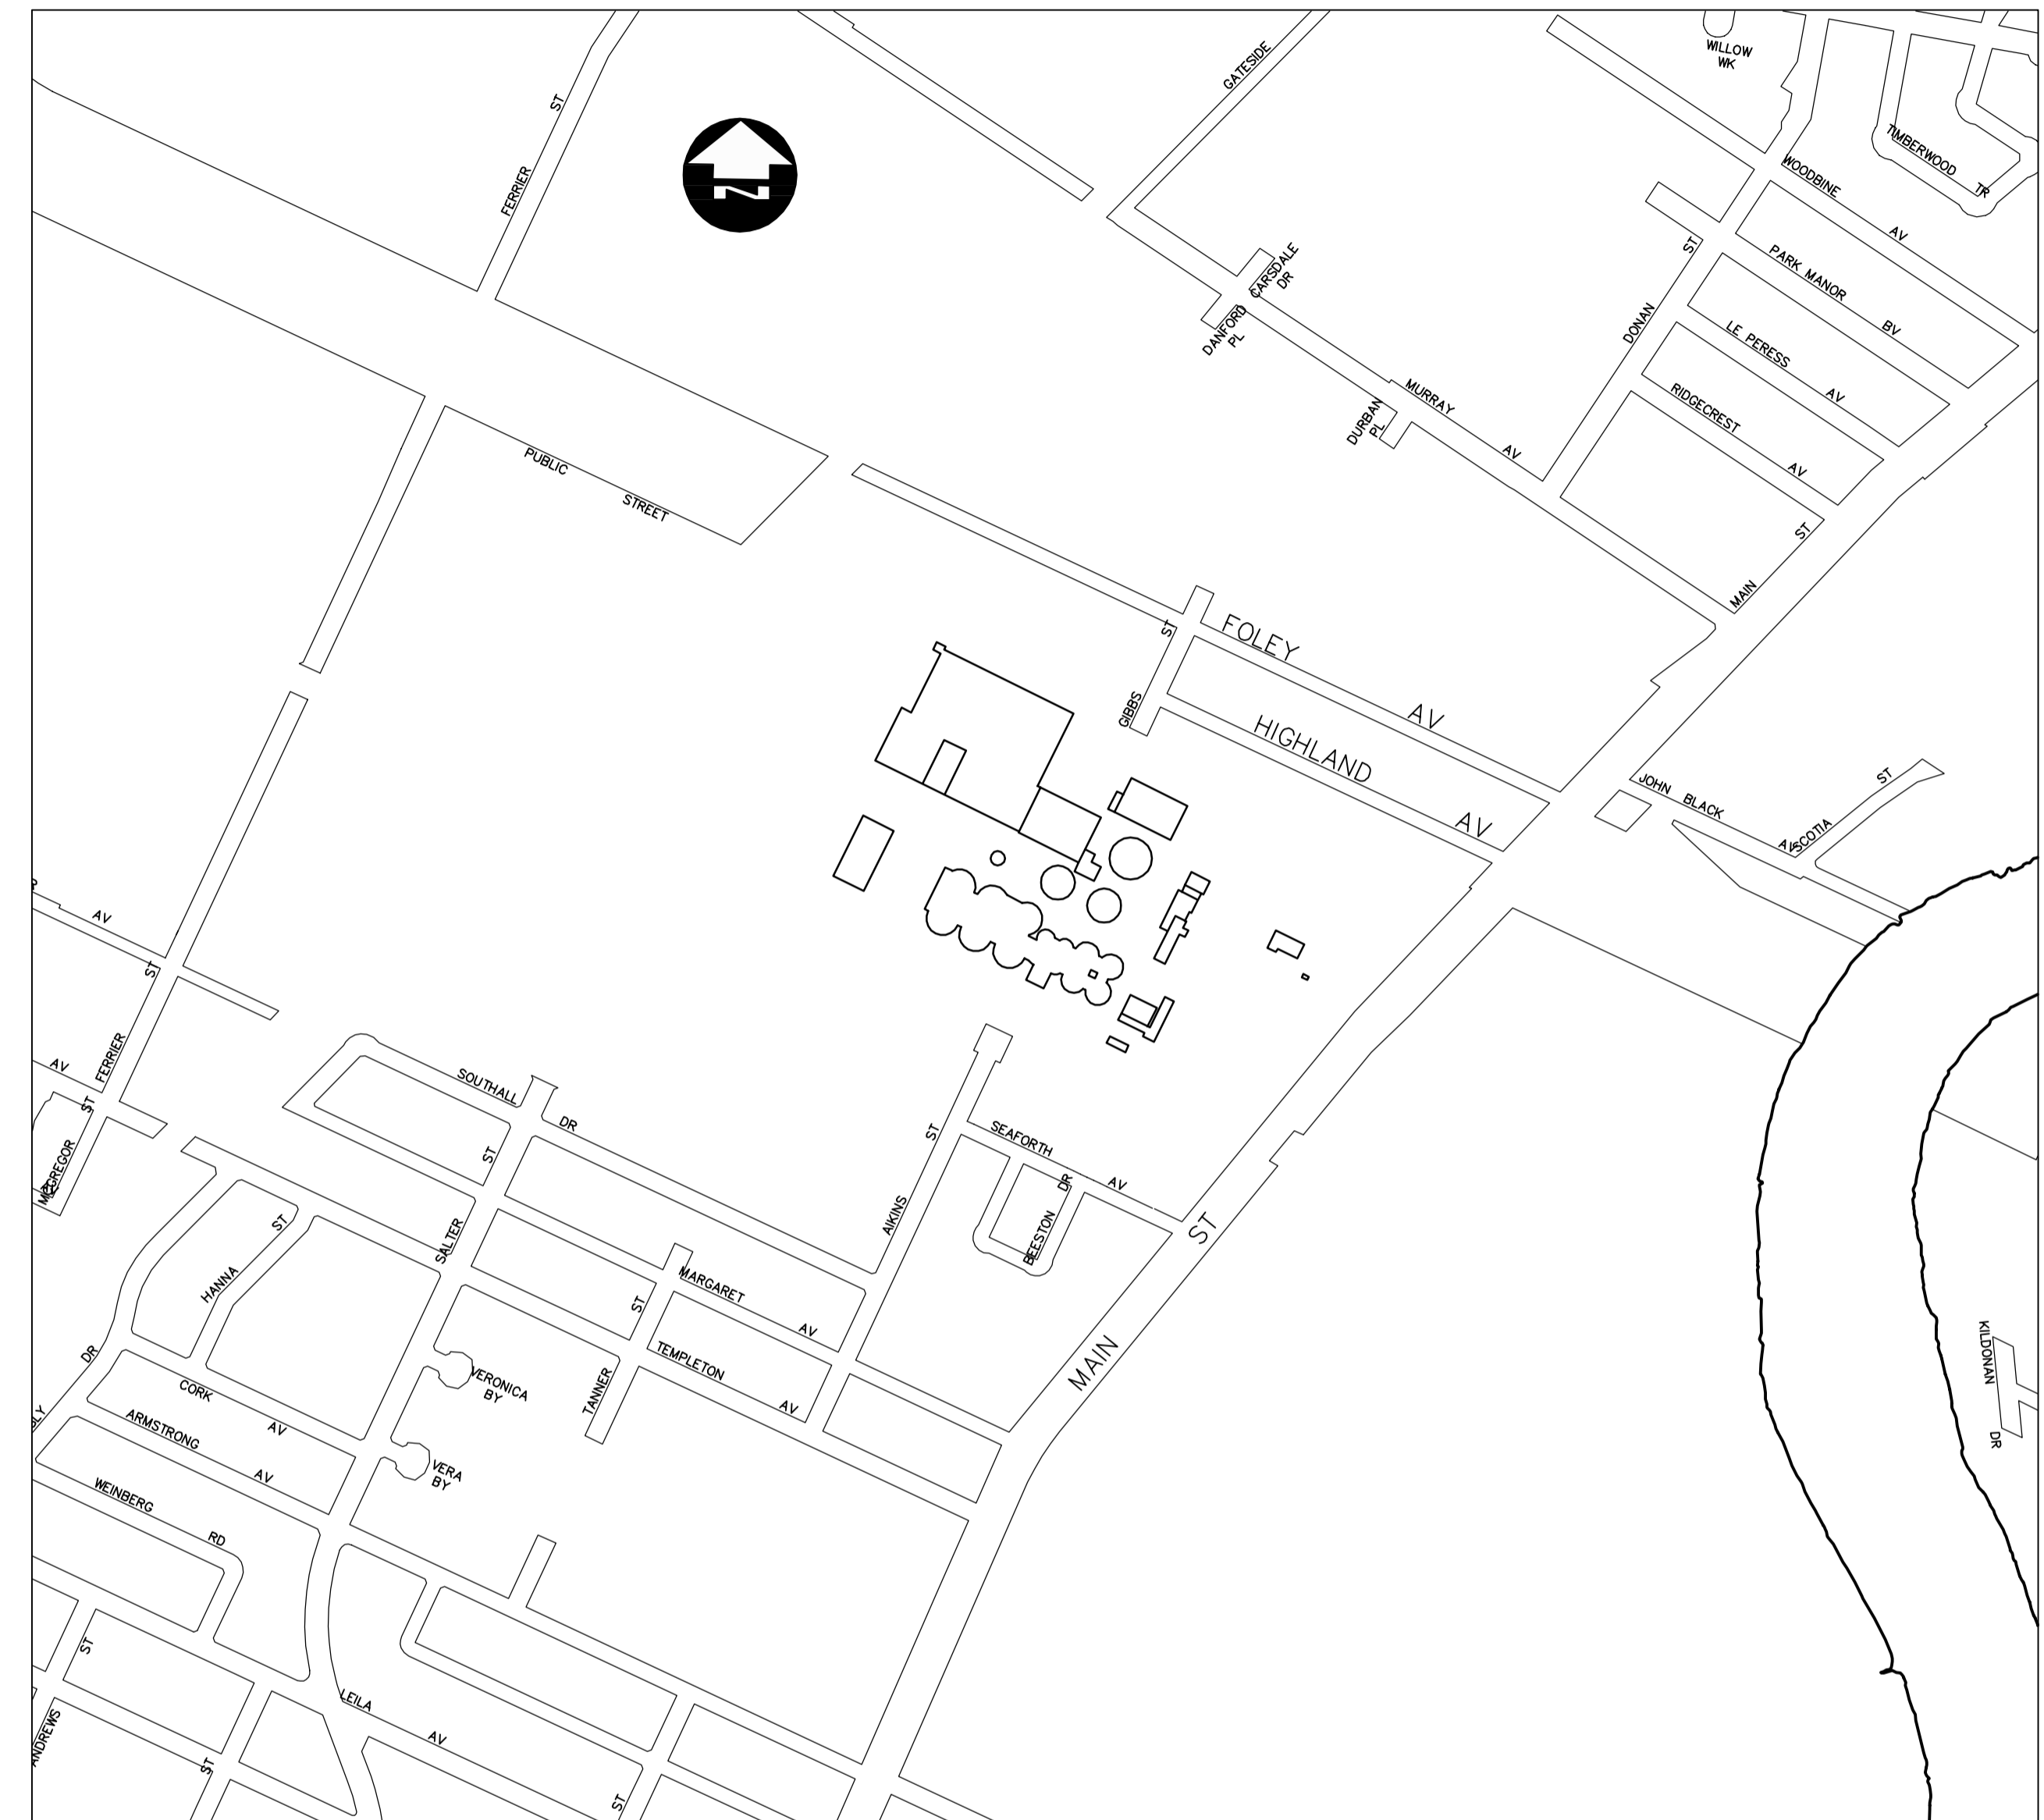 WILLOW
WK
GATESIDE
FERRIER ST
TIMBERWOOD TR
WOODBINE AV
N
PARK MANOR BV
CARSDALE
DR
DANFORD
PL
DONAN ST
LE PERESS AV
RIDGECREST AV
MURRAY AV
DURBAN
PL
PUBLIC STREET
MAIN ST
FOLEY AV
GIBBS ST
HIGHLAND AV
JOHN BLACK AV
SCOTIA ST
AV
FERRIER ST
AV
ST
MCGREGOR
SOUTHALL DR
SEAFORTH AV
AIKINS ST
BEESTON DR
MAIN ST
SALTER ST
HANNA ST
MARGARET AV
TEMPLETON AV
TANNER ST
VERONICA
BY
VERA
BY
DR
CORK AV
ARMSTRONG AV
WEINBERG RD
KILDONAN DR
ST
LEILA AV
ANDREWS
ST
ST